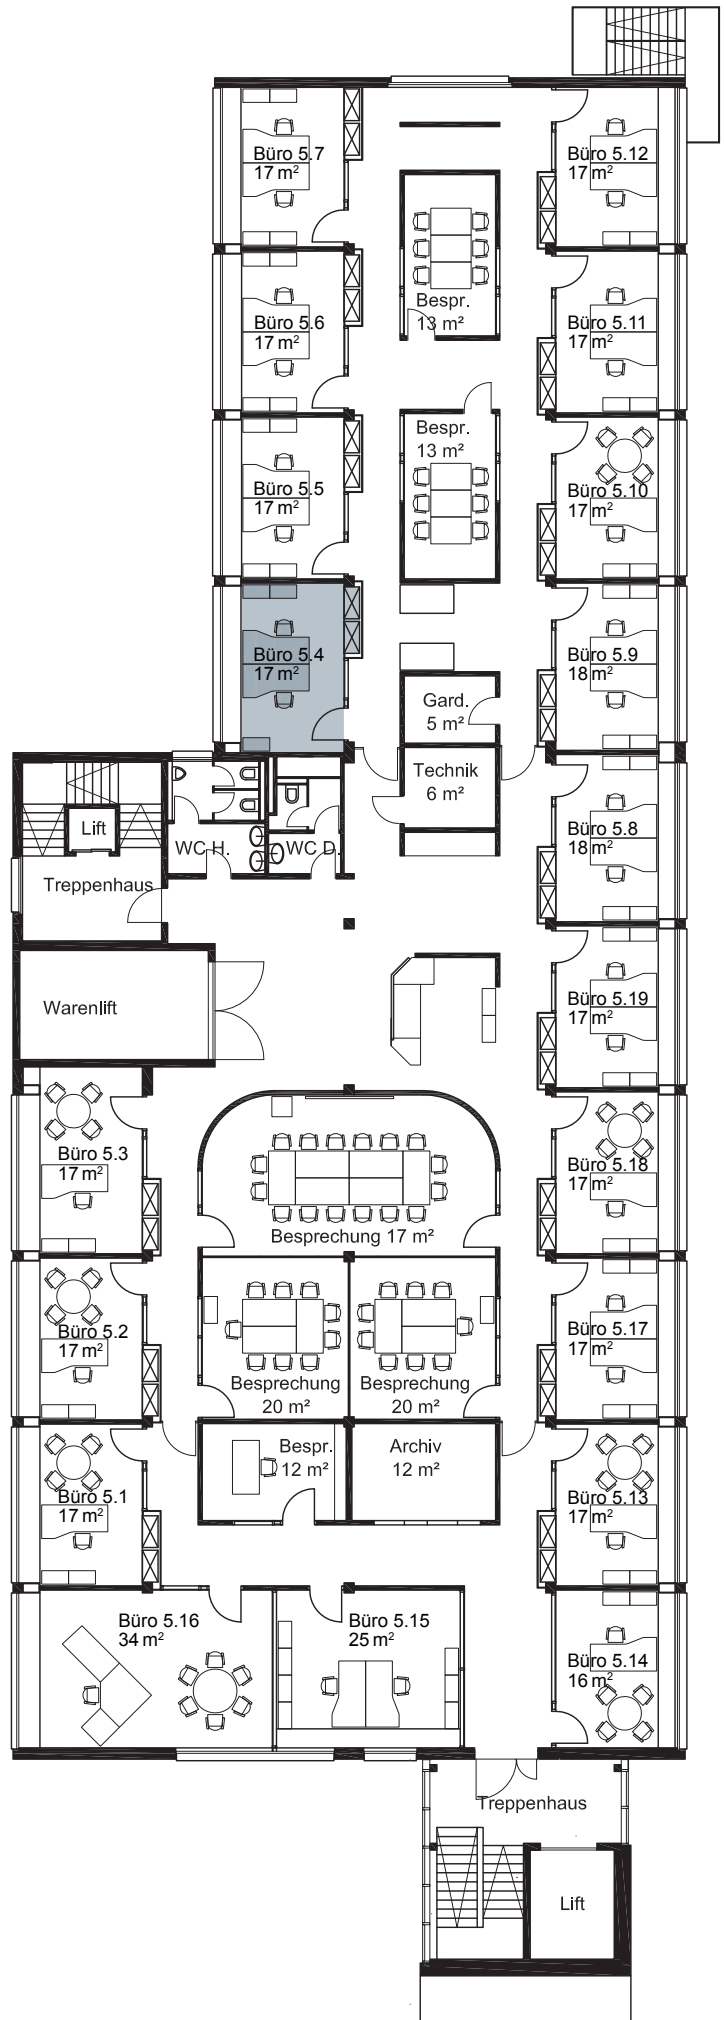 Büro 5.7
17 m²
Büro 5.12
17 m²
Bespr.
13 m²
Büro 5.6
17 m²
Büro 5.11
17 m²
Bespr.
13 m²
Büro 5.5
17 m²
Büro 5.10
17 m²
Büro 5.4
17 m²
Büro 5.9
18 m²
Gard.
5 m²
Technik
6 m²
Lift
WC H.
WC D.
Büro 5.8
18 m²
Treppenhaus
Warenlift
Büro 5.19
17 m²
Büro 5.3
17 m²
Büro 5.18
17 m²
Besprechung 17 m²
Büro 5.2
17 m²
Büro 5.17
17 m²
Besprechung
20 m²
Besprechung
20 m²
Bespr.
12 m²
Archiv
12 m²
Büro 5.1
17 m²
Büro 5.13
17 m²
Büro 5.16
34 m²
Büro 5.15
25 m²
Büro 5.14
16 m²
Treppenhaus
Lift